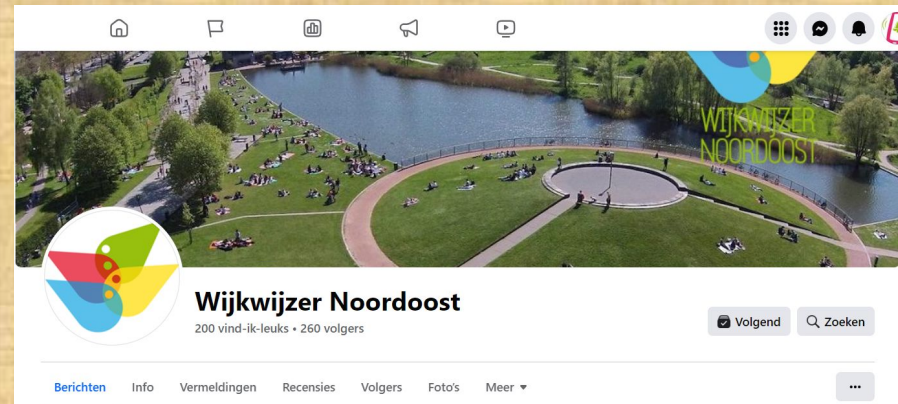 WIJKWIJZER
NOORDOOST
Wijkwijzer Noordoost
200 vind-ik-leuks • 260 volgers
Volgend
Zoeken
Berichten
Info
Vermeldingen
Recensies
Volgers
Foto's
Meer